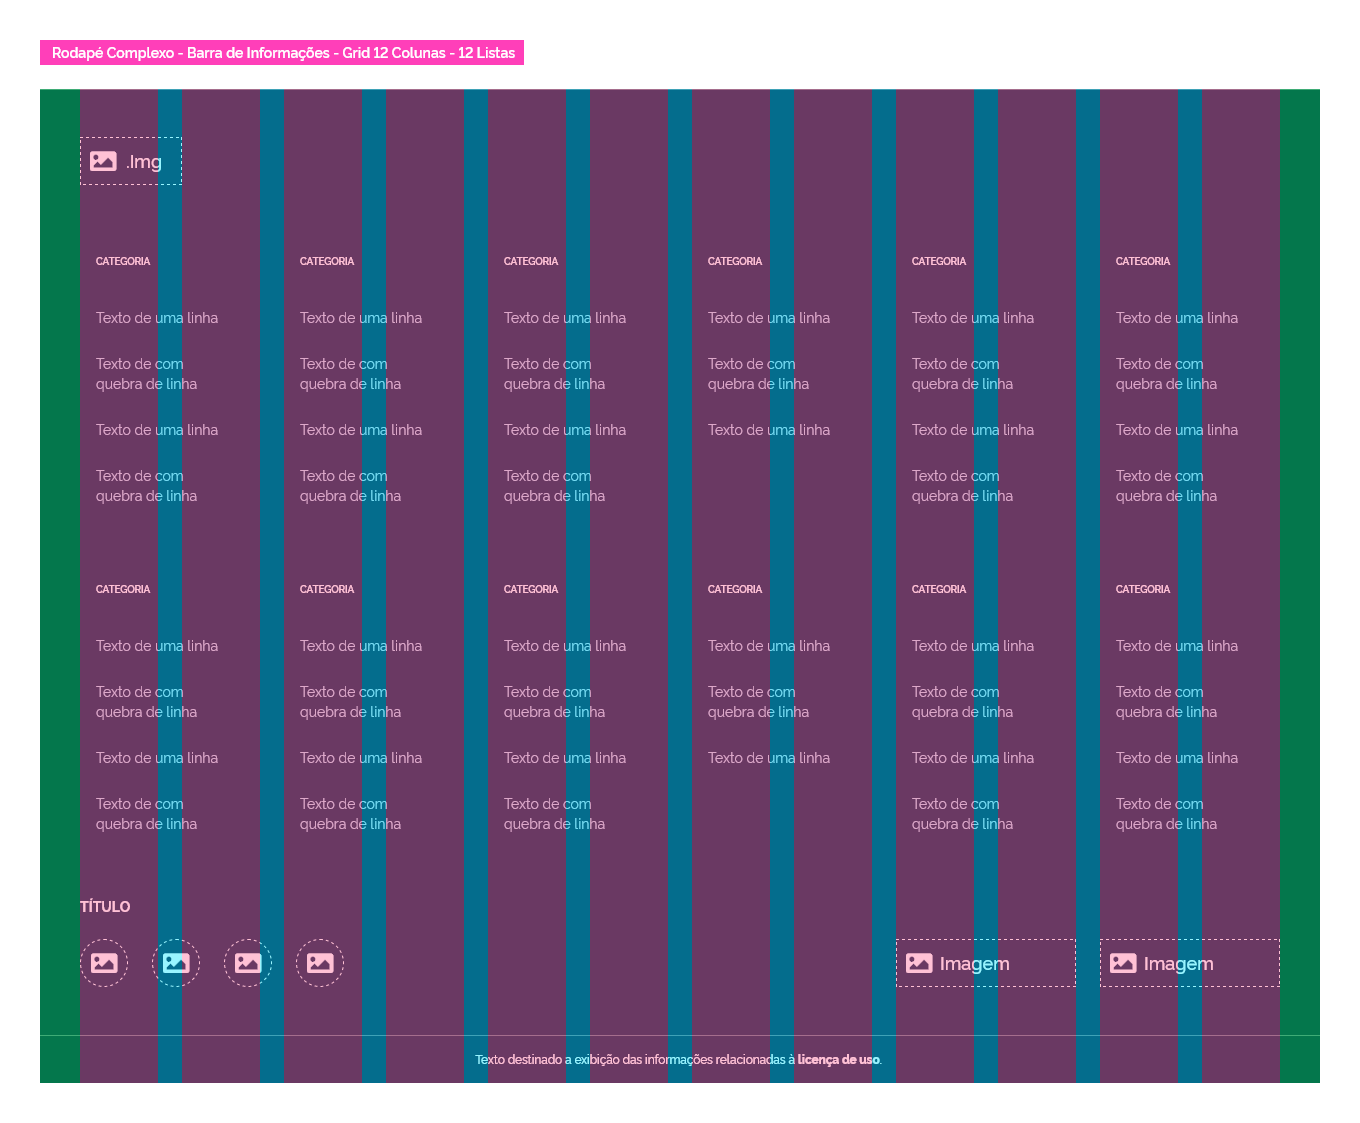 Rodapé Complexo - Barra de Informações - Grid 12 Colunas - 12 Listas
.Img
CATEGORIA CATEGORIA CATEGORIA CATEGORIA CATEGORIA CATEGORIA
Texto de uma linha Texto de uma linha Texto de uma linha Texto de uma linha Texto de uma linha Texto de uma linha
Texto de com Texto de com Texto de com Texto de com Texto de com Texto de com
quebra de linha quebra de linha quebra de linha quebra de linha quebra de linha quebra de linha
Texto de uma linha Texto de uma linha Texto de uma linha Texto de uma linha Texto de uma linha Texto de uma linha
Texto de com Texto de com Texto de com Texto de com Texto de com
quebra de linha quebra de linha quebra de linha quebra de linha quebra de linha
CATEGORIA CATEGORIA CATEGORIA CATEGORIA CATEGORIA CATEGORIA
Texto de uma linha Texto de uma linha Texto de uma linha Texto de uma linha Texto de uma linha Texto de uma linha
Texto de com Texto de com Texto de com Texto de com Texto de com Texto de com
quebra de linha quebra de linha quebra de linha quebra de linha quebra de linha quebra de linha
Texto de uma linha Texto de uma linha Texto de uma linha Texto de uma linha Texto de uma linha Texto de uma linha
Texto de com Texto de com Texto de com Texto de com Texto de com
quebra de linha quebra de linha quebra de linha quebra de linha quebra de linha
TÍTULO
Imagem Imagem
Texto destinado a exibição das informações relacionadas à licença de uso.